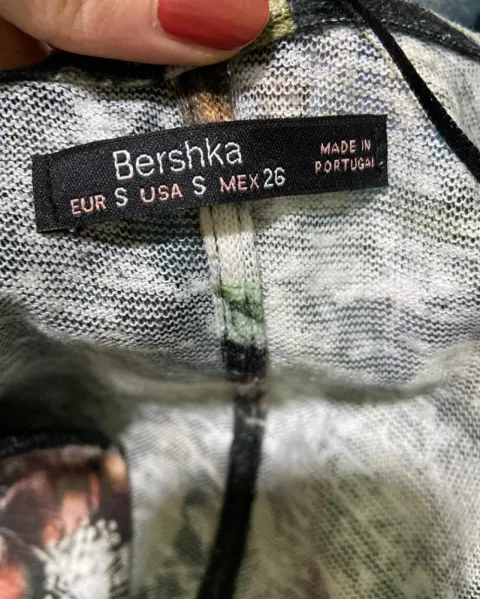 Bershka
EUR S USA S MEX 26
MADE IN
PORTUGAL